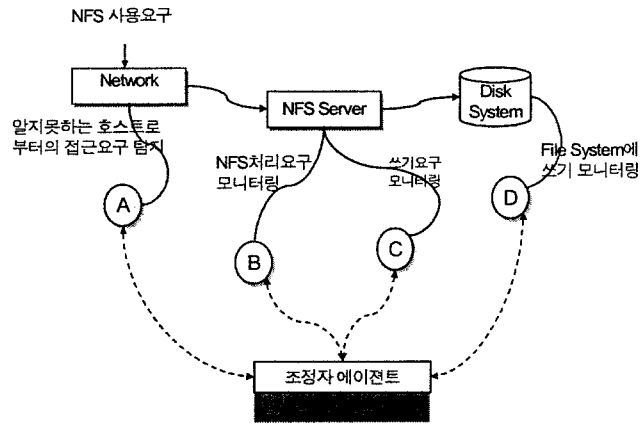 NFS 사용요구
Network
NFS Server
Disk
System
알지못하는 호스트로
부터의 접근요구 탐지
NFS처리요구
모니터링
쓰기요구
모니터링
File System에
쓰기 모니터링
A
B
C
D
조정자 에이젼트